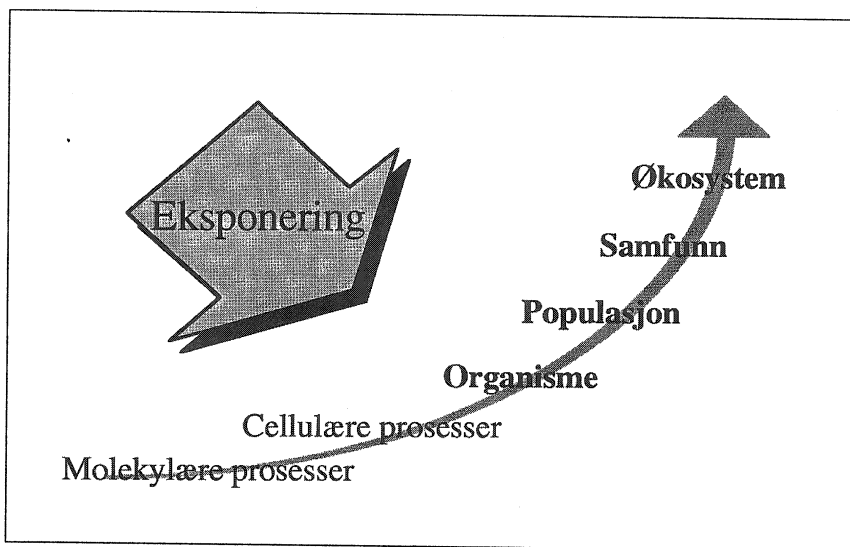 Eksponering
Økosystem
Samfunn
Populasjon
Organisme
Cellulære prosesser
Molekylære prosesser